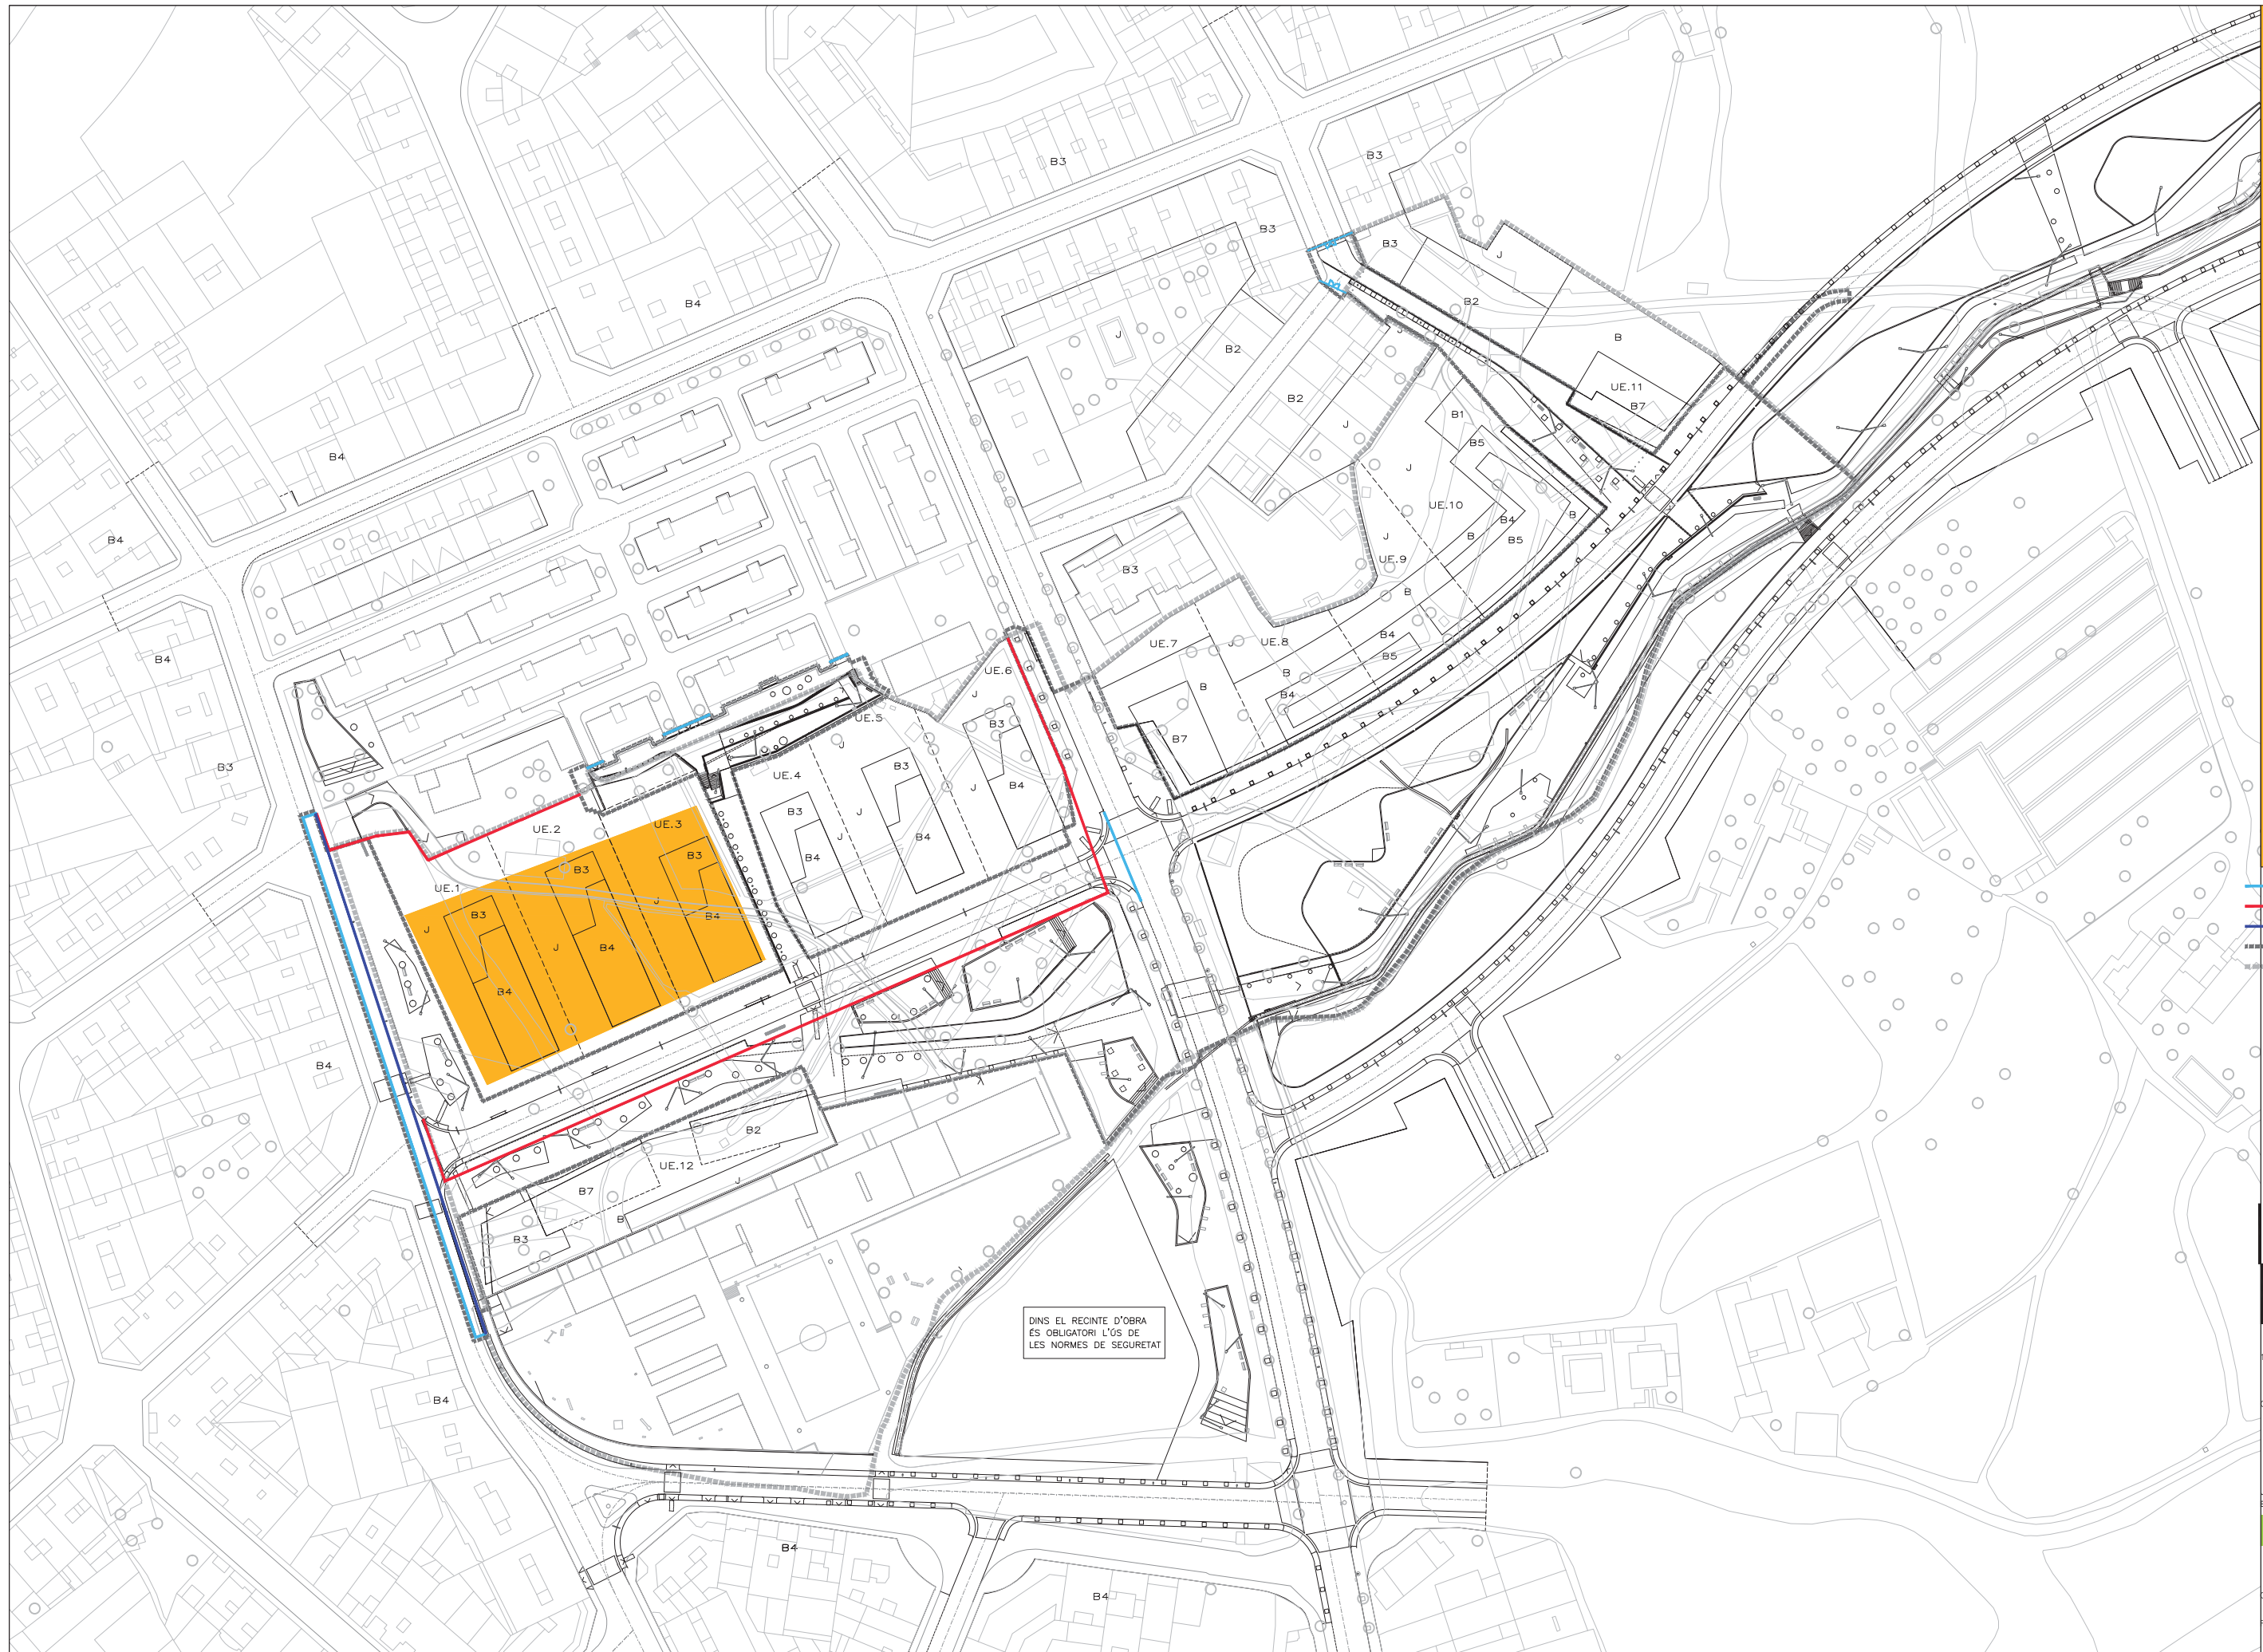 B3
B3
B3
B3
J
B4
J
B2
B2
J
B
UE.11
B7
B2
J
B4
B1
B5
J
UE.10
B4
B
B5
B
J
UE.9
B4
B3
B
B4
UE.7
J
UE.8
B4
B5
B
B
B4
UE.6
J
B3
B7
B3
UE.5
J
UE.4
B3
J
B4
B3
J
B4
J
B4
UE.2
UE.3
J
B3
B3
UE.1
J
B4
B3
J
J
B4
B4
B4
B4
B2
UE.12
J
B7
B
B3
DINS EL RECINTE D'OBRA
ÉS OBLIGATORI L'ÚS DE
LES NORMES DE SEGURETAT
B4
B4
B4